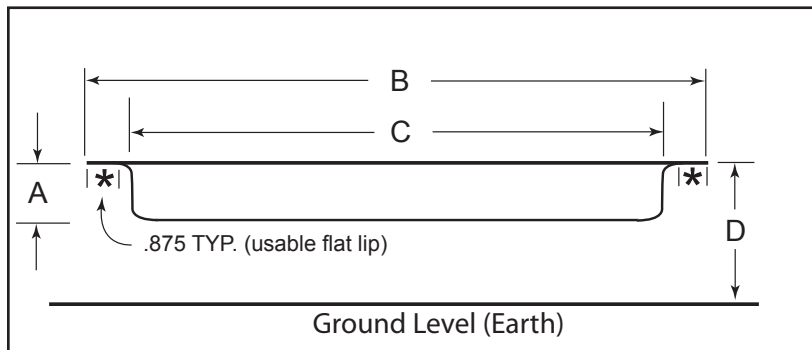 B
C
A
*
*
D
.875 TYP. (usable flat lip)
Ground Level (Earth)